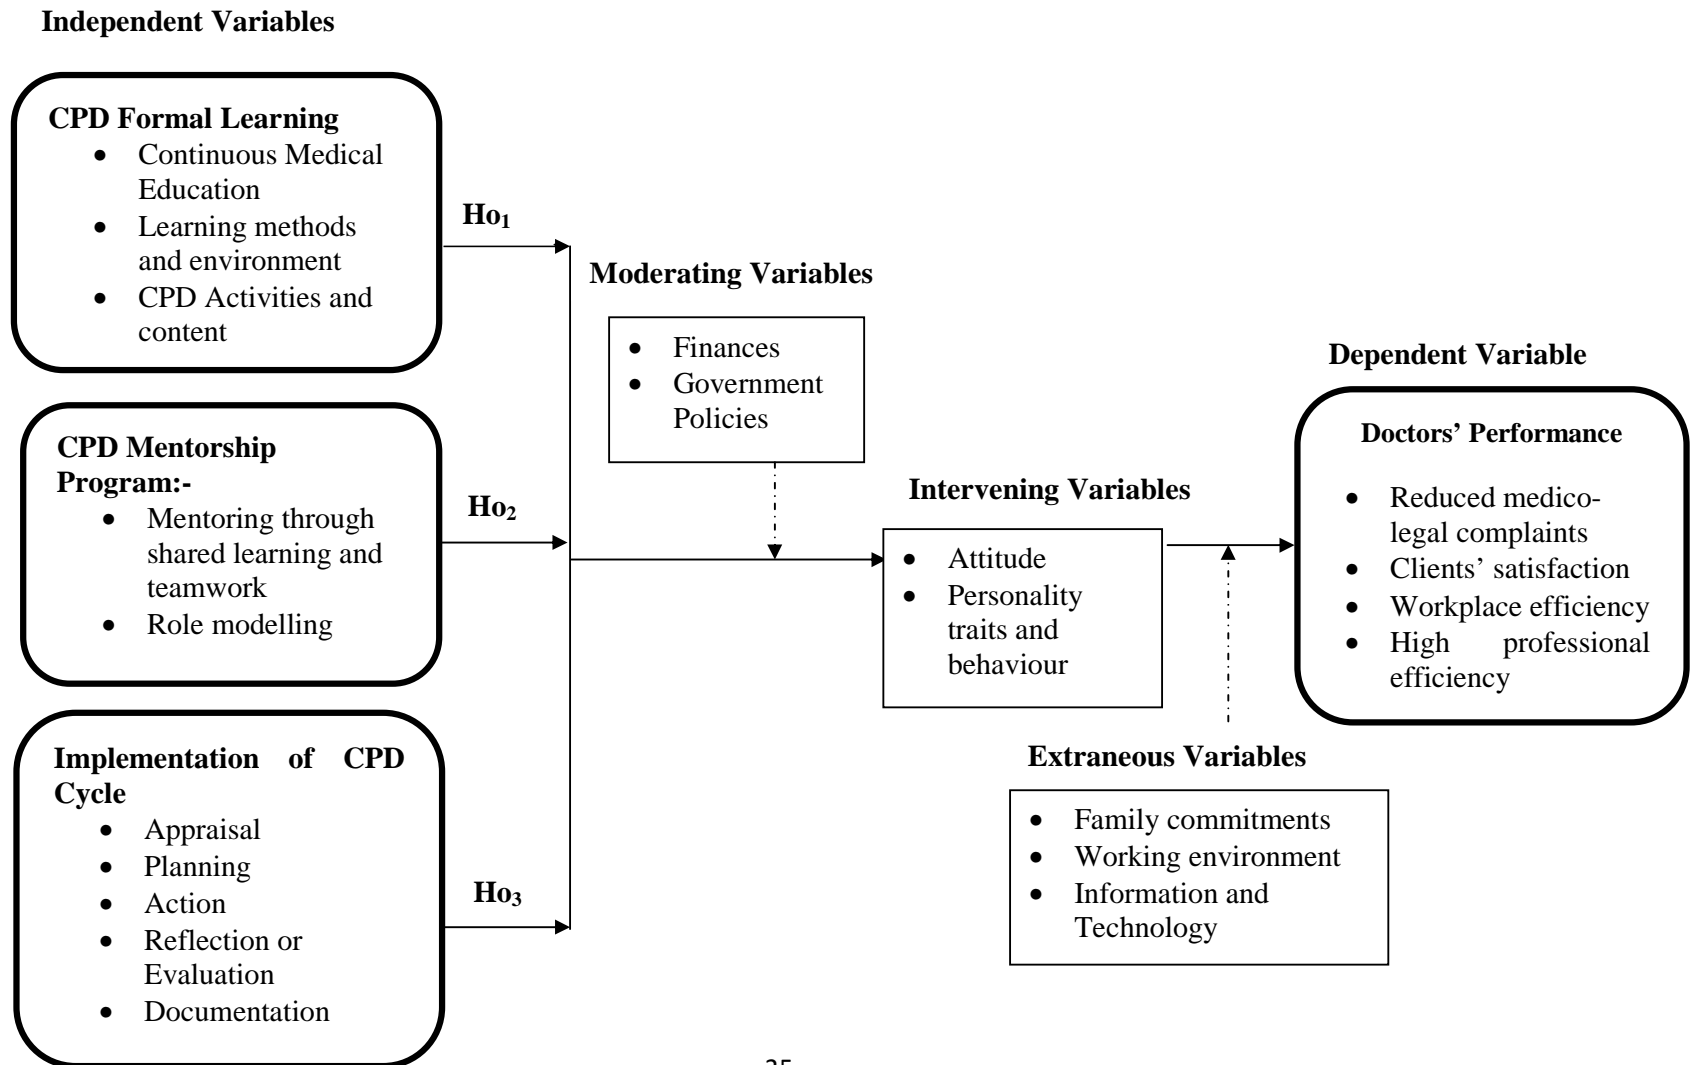 Independent Variables
CPD Formal Learning
• Continuous Medical
Education
• Learning methods
and environment
• CPD Activities and
content
Ho1
CPD Mentorship
Program:-
• Mentoring through
shared learning and
teamwork
• Role modelling
Ho2
Implementation of CPD
Cycle
• Appraisal
• Planning
• Action
• Reflection or
Evaluation
• Documentation
Ho3
Moderating Variables
• Finances
• Government
Policies
Intervening Variables
• Attitude
• Personality
traits and
behaviour
Extraneous Variables
• Family commitments
• Working environment
• Information and
Technology
Dependent Variable
Doctors’ Performance
• Reduced medico-
legal complaints
• Clients’ satisfaction
• Workplace efficiency
• High professional
efficiency